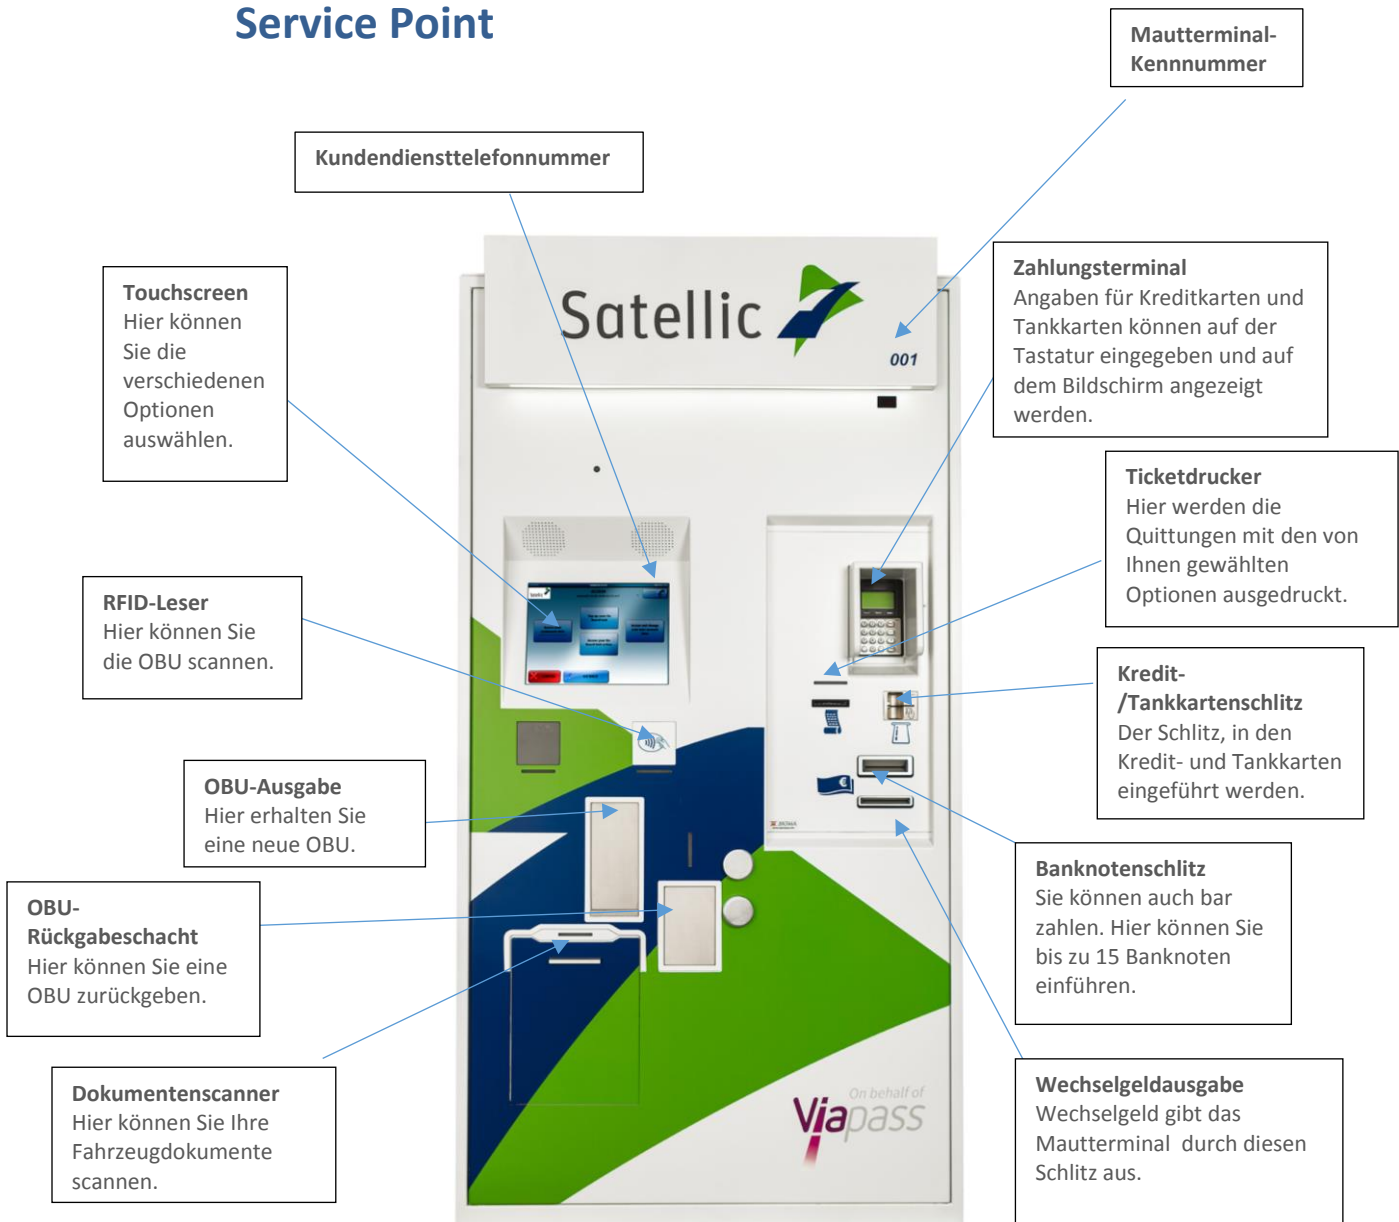 Service Point
Mautterminal-
Kennnummer
Kundendiensttelefonnummer
Touchscreen
Hier können
Sie die
verschiedenen
Optionen
auswählen.
Satellic
001
Zahlungsterminal
Angaben für Kreditkarten und
Tankkarten können auf der
Tastatur eingegeben und auf
dem Bildschirm angezeigt
werden.
Ticketdrucker
Hier werden die
Quittungen mit den von
Ihnen gewählten
Optionen ausgedruckt.
RFID-Leser
Hier können Sie
die OBU scannen.
Kredit-
/Tankkartenschlitz
Der Schlitz, in den
Kredit- und Tankkarten
eingeführt werden.
OBU-Ausgabe
Hier erhalten Sie
eine neue OBU.
Banknotenschlitz
Sie können auch bar
zahlen. Hier können Sie
bis zu 15 Banknoten
einführen.
OBU-
Rückgabeschacht
Hier können Sie eine
OBU zurückgeben.
Dokumentenscanner
Hier können Sie Ihre
Fahrzeugdokumente
scannen.
On behalf of
Viapass
Wechselgeldausgabe
Wechselgeld gibt das
Mautterminal durch diesen
Schlitz aus.